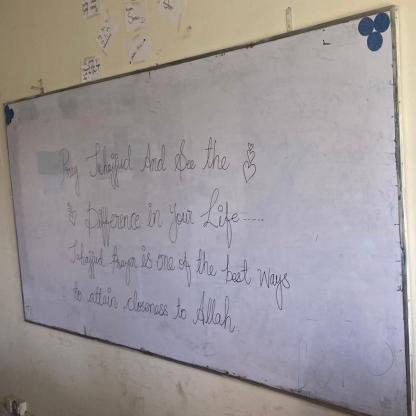 Pray Tahajjud And See the
Difference in Your Life.....
Tahajjud Prayer is one of the best ways
to attain closeness to Allah.